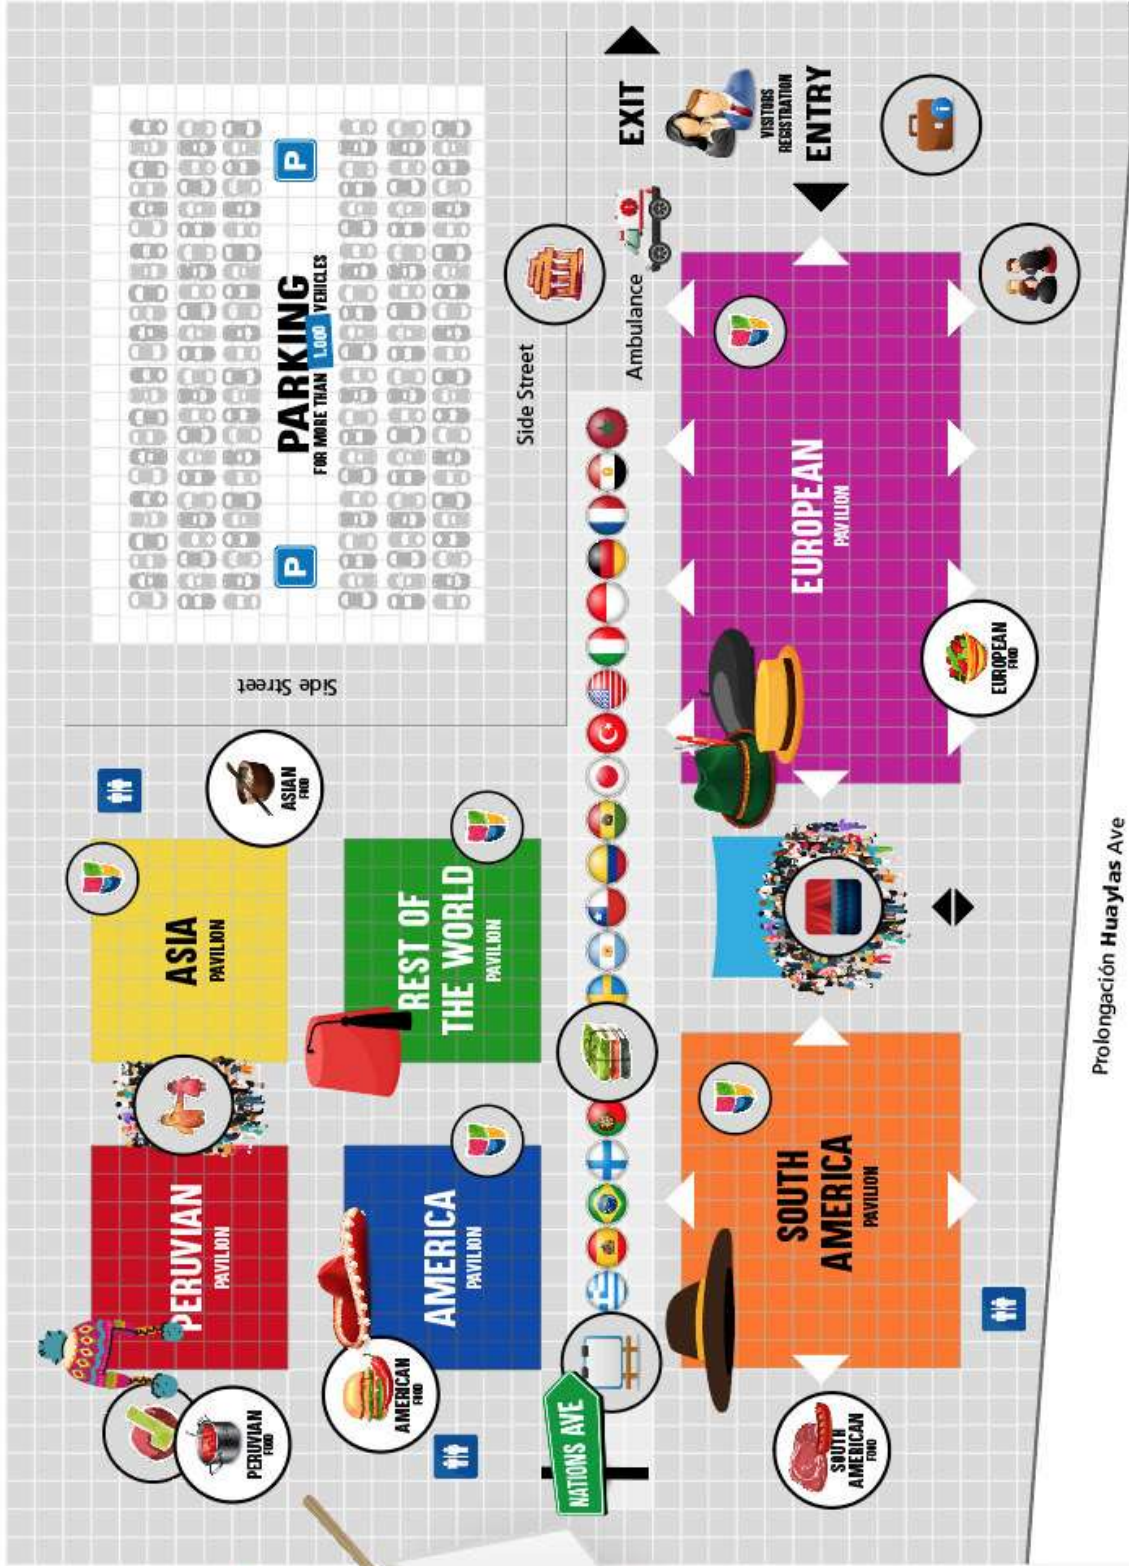 PERUVIAN
PAVILION
PERUVIAN
FOOD
ASIA
PAVILION
ASIAN
FOOD
AMERICA
PAVILION
AMERICAN
FOOD
REST OF
THE WORLD
PAVILION
Side Street
P
P
PARKING
FOR MORE THAN 1.000 VEHICLES
Side Street
NATIONS AVE
Ambulance
EXIT
VISITORS
REGISTRATION
ENTRY
SOUTH
AMERICA
PAVILION
SOUTH
AMERICAN
FOOD
EUROPEAN
PAVILION
EUROPEAN
FOOD
i
Prolongación Huaylas Ave